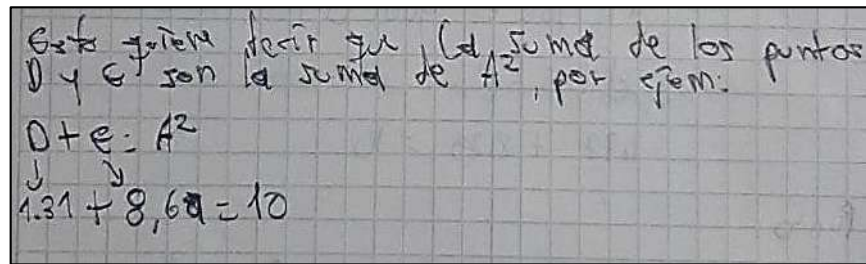 Esto quiere decir que la suma de los puntos
D y E son la suma de A², por ejem:
D + e = A²
↓ ↓
1.31 + 8,69 = 10